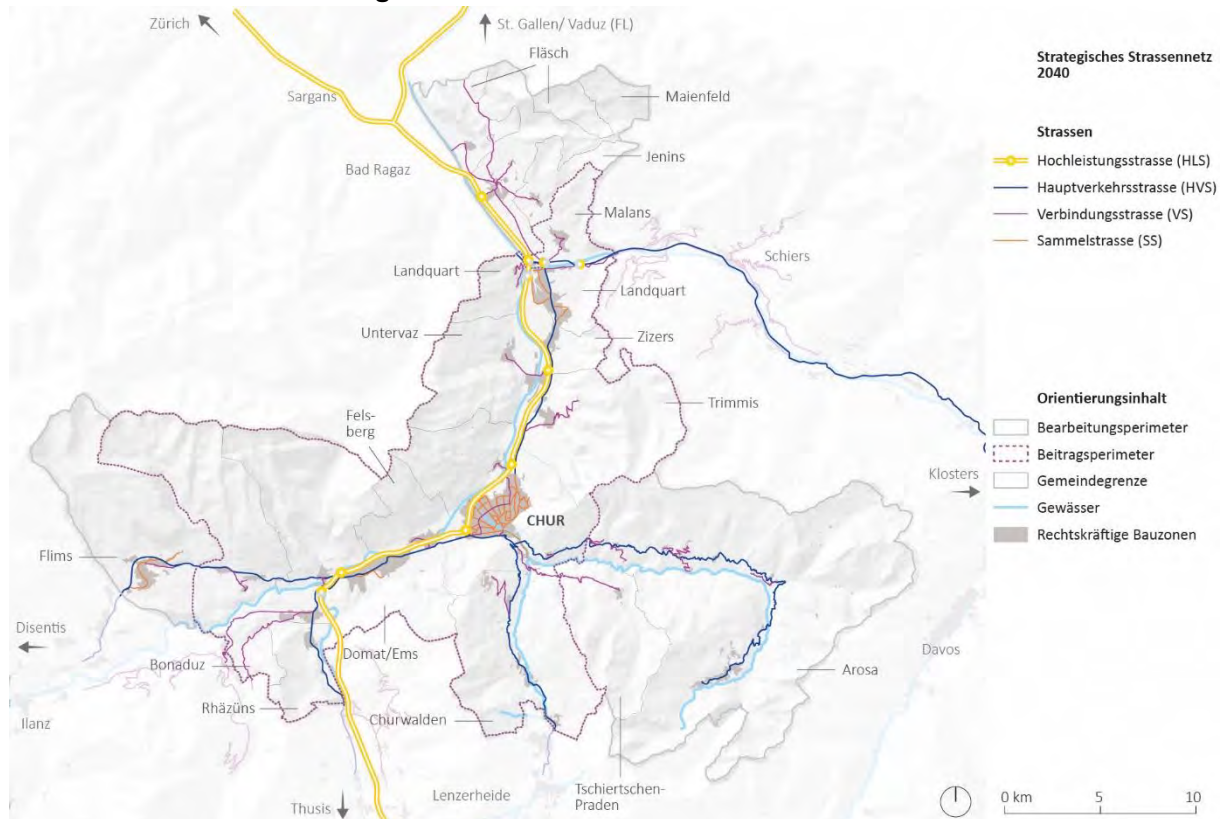 Zürich
St. Gallen/ Vaduz (FL)
Fläsch
Strategisches Strassennetz
2040
Sargans
Maienfeld
Strassen
Jenins
Hochleistungsstrasse (HLS)
Bad Ragaz
Hauptverkehrsstrasse (HVS)
Malans
Verbindungsstrasse (VS)
Sammelstrasse (SS)
Schiers
Landquart
Landquart
Untervaz
Zizers
Orientierungsinhalt
Trimmis
Bearbeitungsperimeter
Fels-
berg
Beitragsperimeter
Gemeindegrenze
Klosters
Gewässer
CHUR
Rechtskräftige Bauzonen
Flims
Disentis
Domat/Ems
Davos
Bonaduz
Arosa
Rhäzüns
Ilanz
Churwalden
Tschiertschen-
Praden
Lenzerheide
Thusis
0 km 5 10